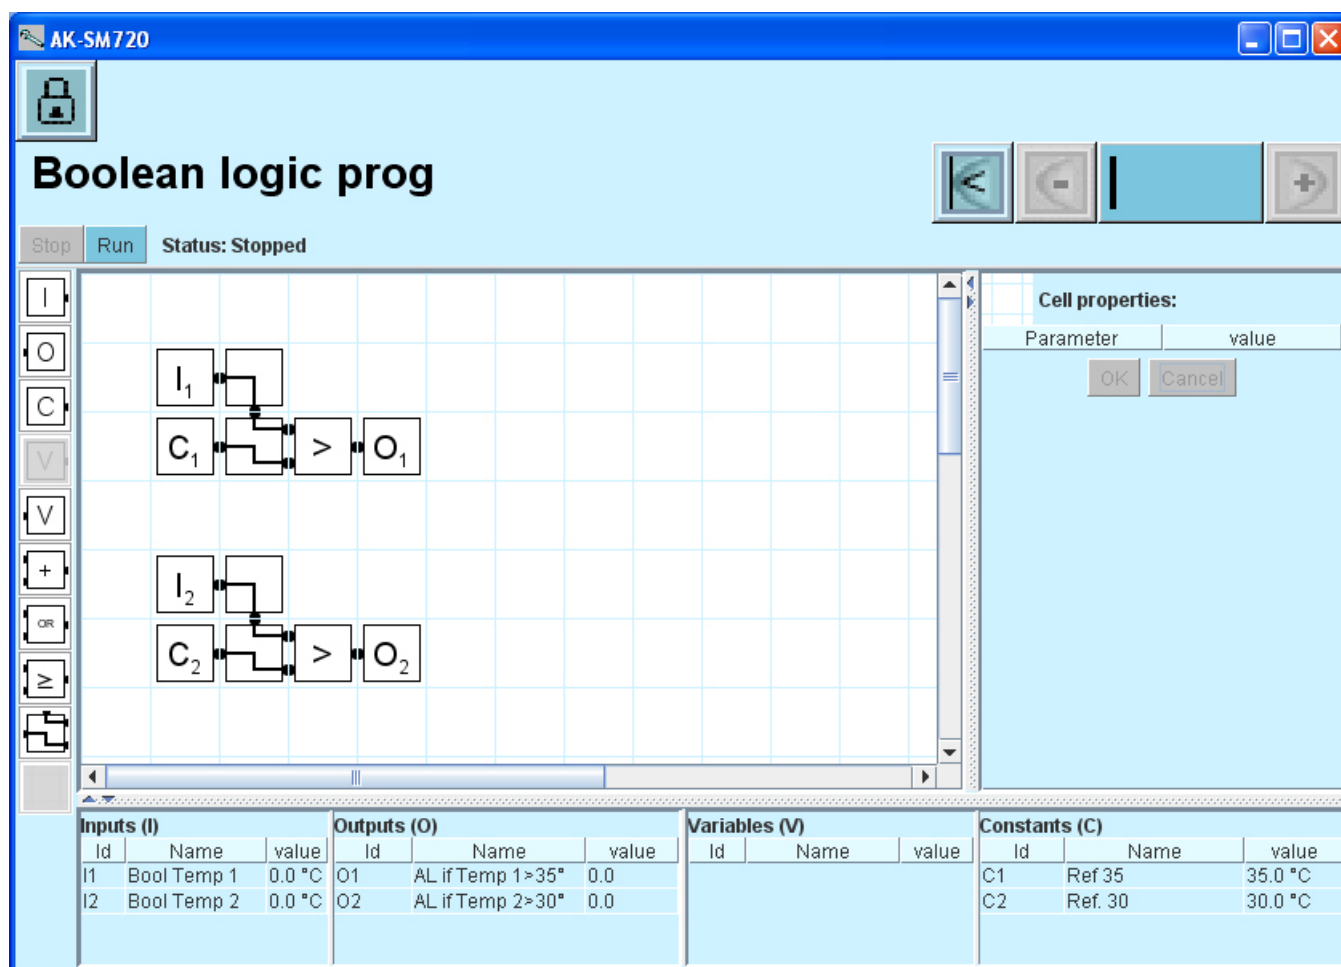 AK-SM720
Boolean logic prog
< - +
Stop Run Status: Stopped
I
O
C
V
V
+
OR
≥
Cell properties:
Parameter value
OK Cancel
I1
C1 > O1
I2
C2 > O2
Inputs (I)
Id Name value
I1 Bool Temp 1 0.0 °C
I2 Bool Temp 2 0.0 °C
Outputs (O)
Id Name value
O1 AL if Temp 1>35° 0.0
O2 AL if Temp 2>30° 0.0
Variables (V)
Id Name value
Constants (C)
Id Name value
C1 Ref 35 35.0 °C
C2 Ref. 30 30.0 °C